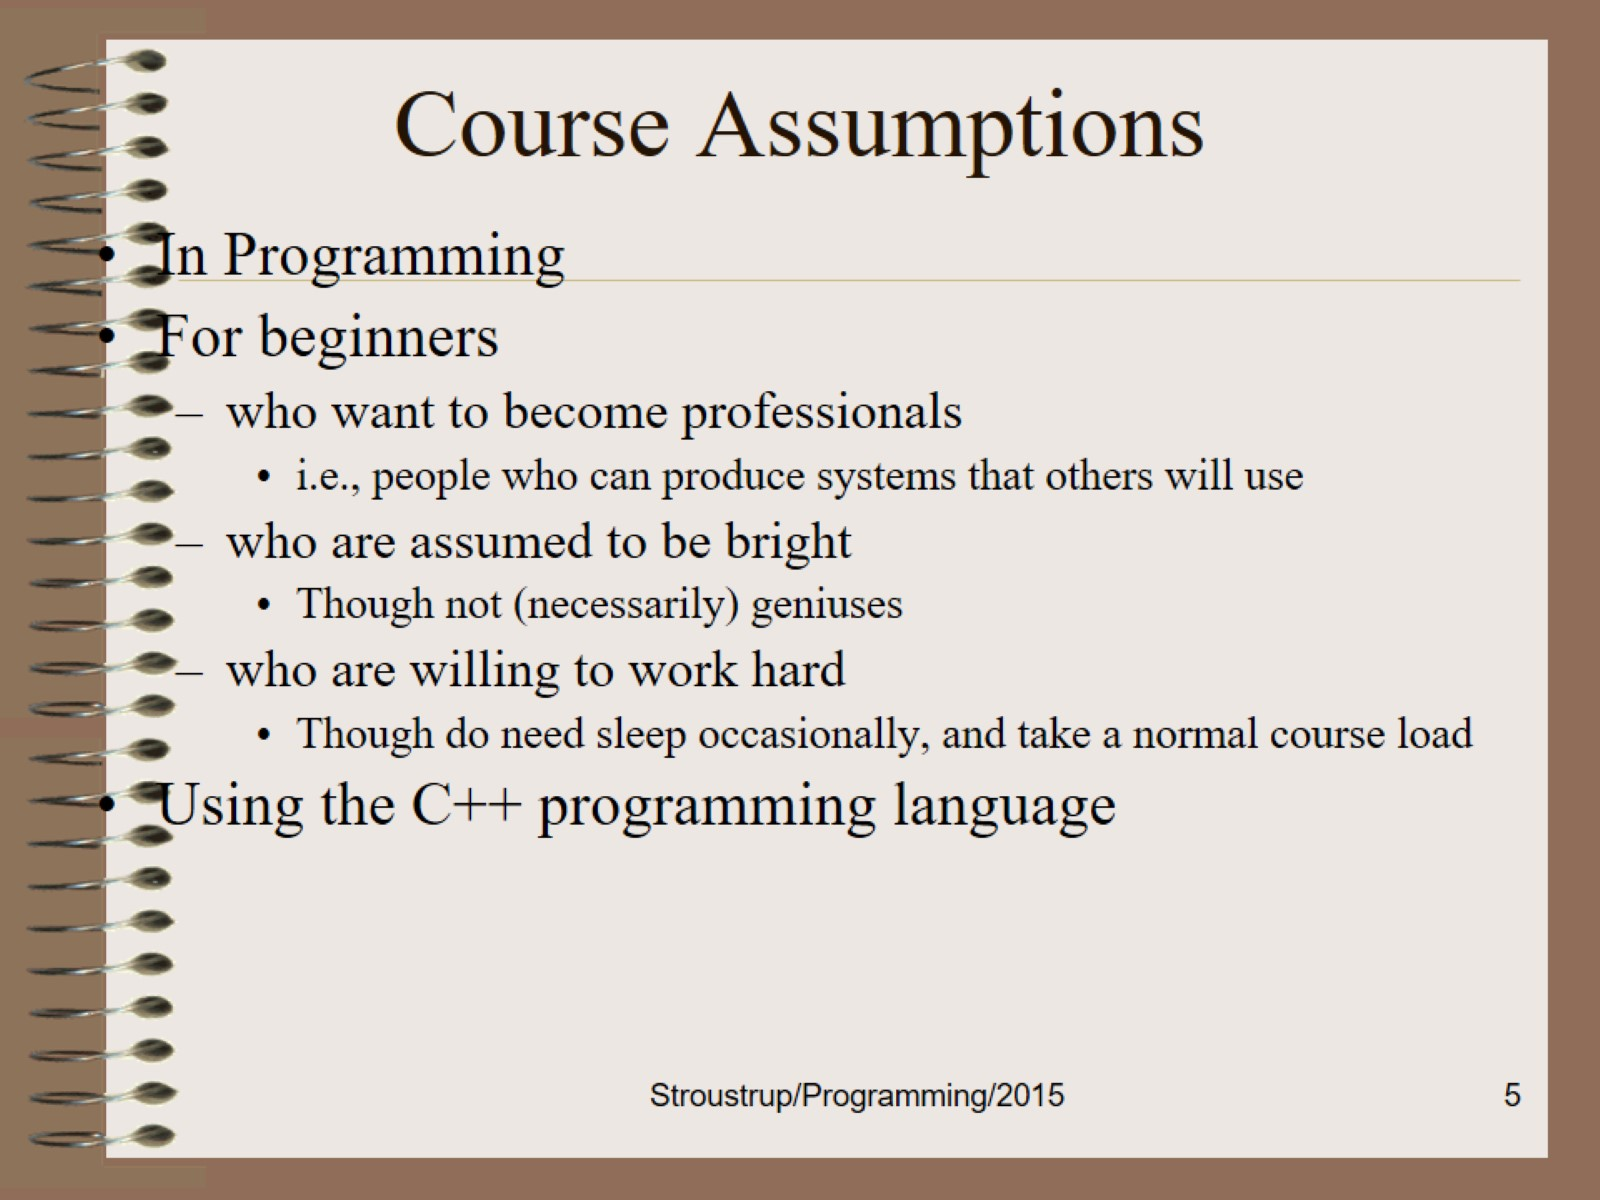 Course Assumptions
• In Programming
• For beginners
– who want to become professionals
• i.e., people who can produce systems that others will use
– who are assumed to be bright
• Though not (necessarily) geniuses
– who are willing to work hard
• Though do need sleep occasionally, and take a normal course load
• Using the C++ programming language
Stroustrup/Programming/2015
5